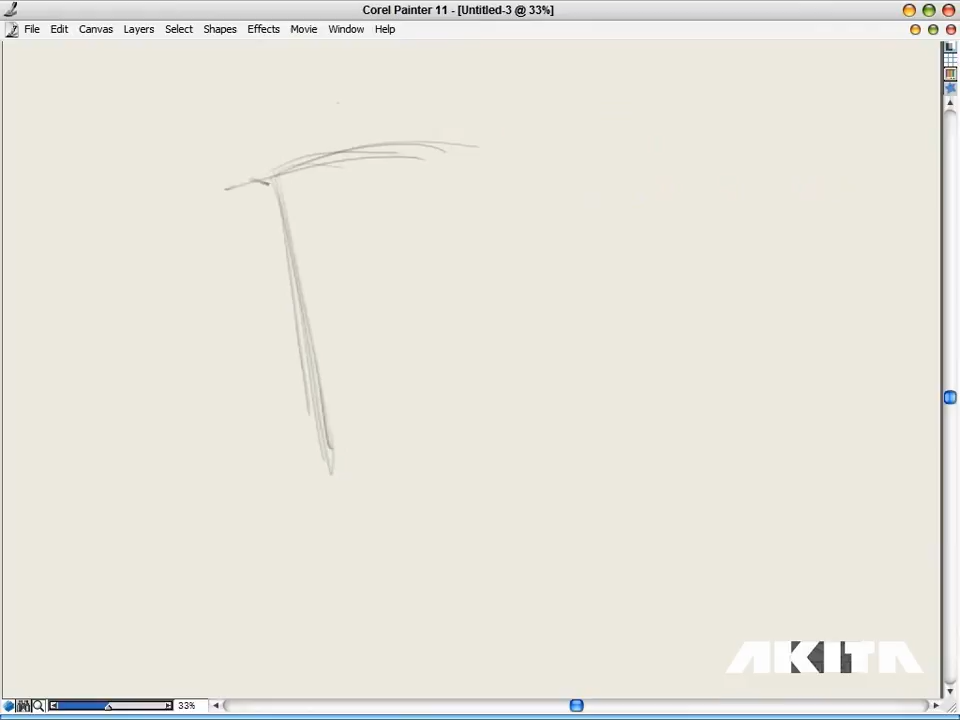 Corel Painter 11 - [Untitled-3 @ 33%]
File Edit Canvas Layers Select Shapes Effects Movie Window Help
AKITA
33%